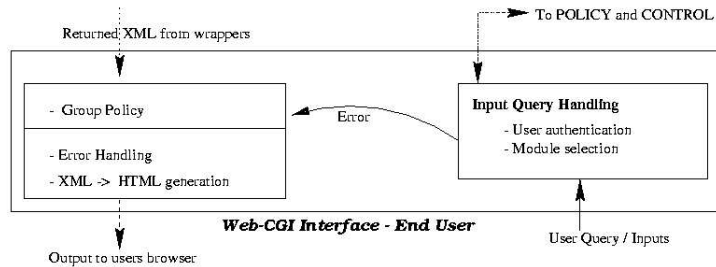 To POLICY and CONTROL
Returned XML from wrappers
- Group Policy
- Error Handling
- XML -> HTML generation
Error
Input Query Handling
- User authentication
- Module selection
Web-CGI Interface - End User
User Query / Inputs
Output to users browser